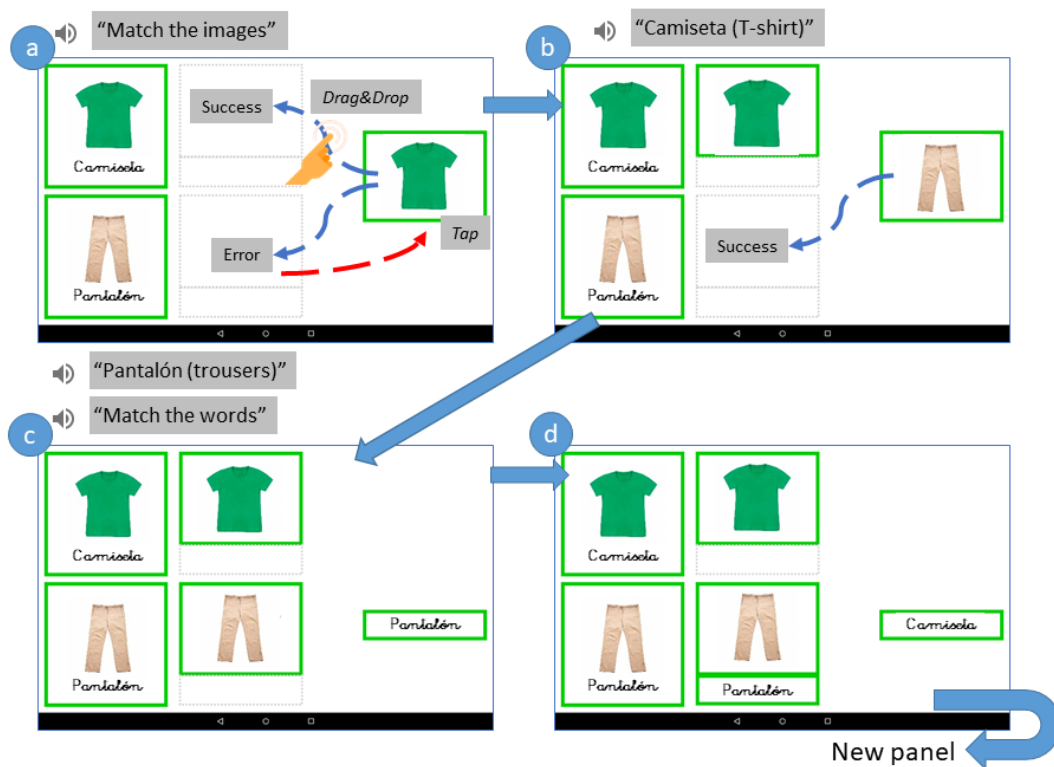 a
“Match the images”
Success
Drag&Drop
Camiseta
Error
Tap
Pantalón
b
“Camiseta (T-shirt)”
Camiseta
Success
Pantalón
“Pantalón (trousers)”
“Match the words”
c
Camiseta
Pantalón
Pantalón
d
Camiseta
Camiseta
Pantalón
Pantalón
New panel